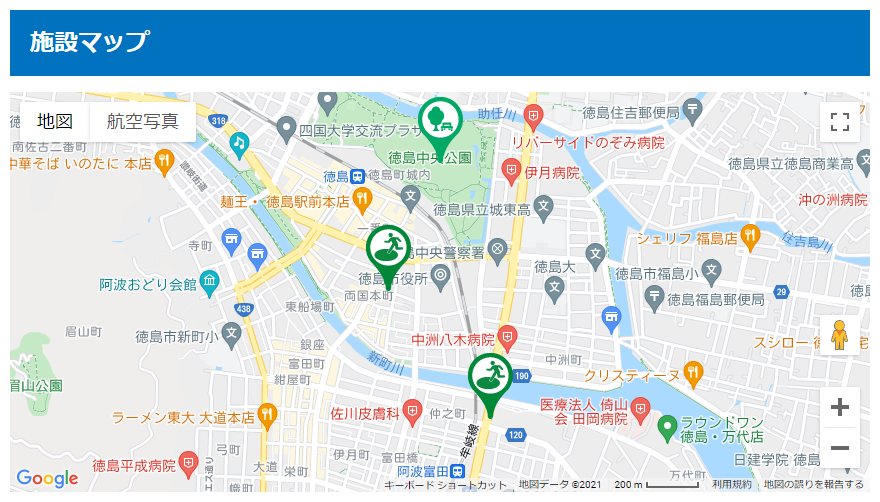 施設マップ
地図 航空写真
318
南佐古二番町
中華そば いのたに 本店
四国大学交流プラザ
助任川
徳島住吉郵便局
リバーサイドのぞみ病院
徳島中央公園
徳島県立徳島商業高
徳島
徳島町城内
伊月病院
沖の洲病院
麺王・徳島駅前本店
徳島県立城東高
一番
シェリフ 福島店
住吉島川
寺町
島中央警察署
徳島市役所
徳島大
徳島市福島小
阿波おどり会館
両国本町
徳島福島郵便局
29
東船場町
438
眉山町
徳島市新町小
銀座
中洲八木病院
スシロー 徳
宅
富田町
新町川
中洲町
紺屋町
190
クリスティーヌ
眉山公園
ラーメン東大 大道本店
佐川皮膚科
仲之町
医療法人 倚山
会 田岡病院
ラウンドワン
徳島・万代店
120
牟岐線
弓町
伊月町
富田橋
徳島平成病院
大道
栄町
阿波富田
万代町
日建学院 徳島
Google
キーボード ショートカット
地図データ ©2021
200 m
利用規約
地図の誤りを報告する